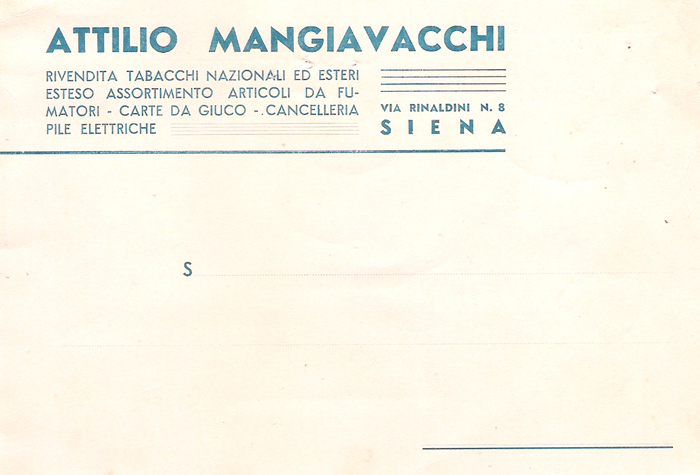 ATTILIO MANGIAVACCHI
RIVENDITA TABACCHI NAZIONALI ED ESTERI
ESTESO ASSORTIMENTO ARTICOLI DA FU-
MATORI - CARTE DA GIUCO - CANCELLERIA
PILE ELETTRICHE
VIA RINALDINI N. 8
SIENA
S